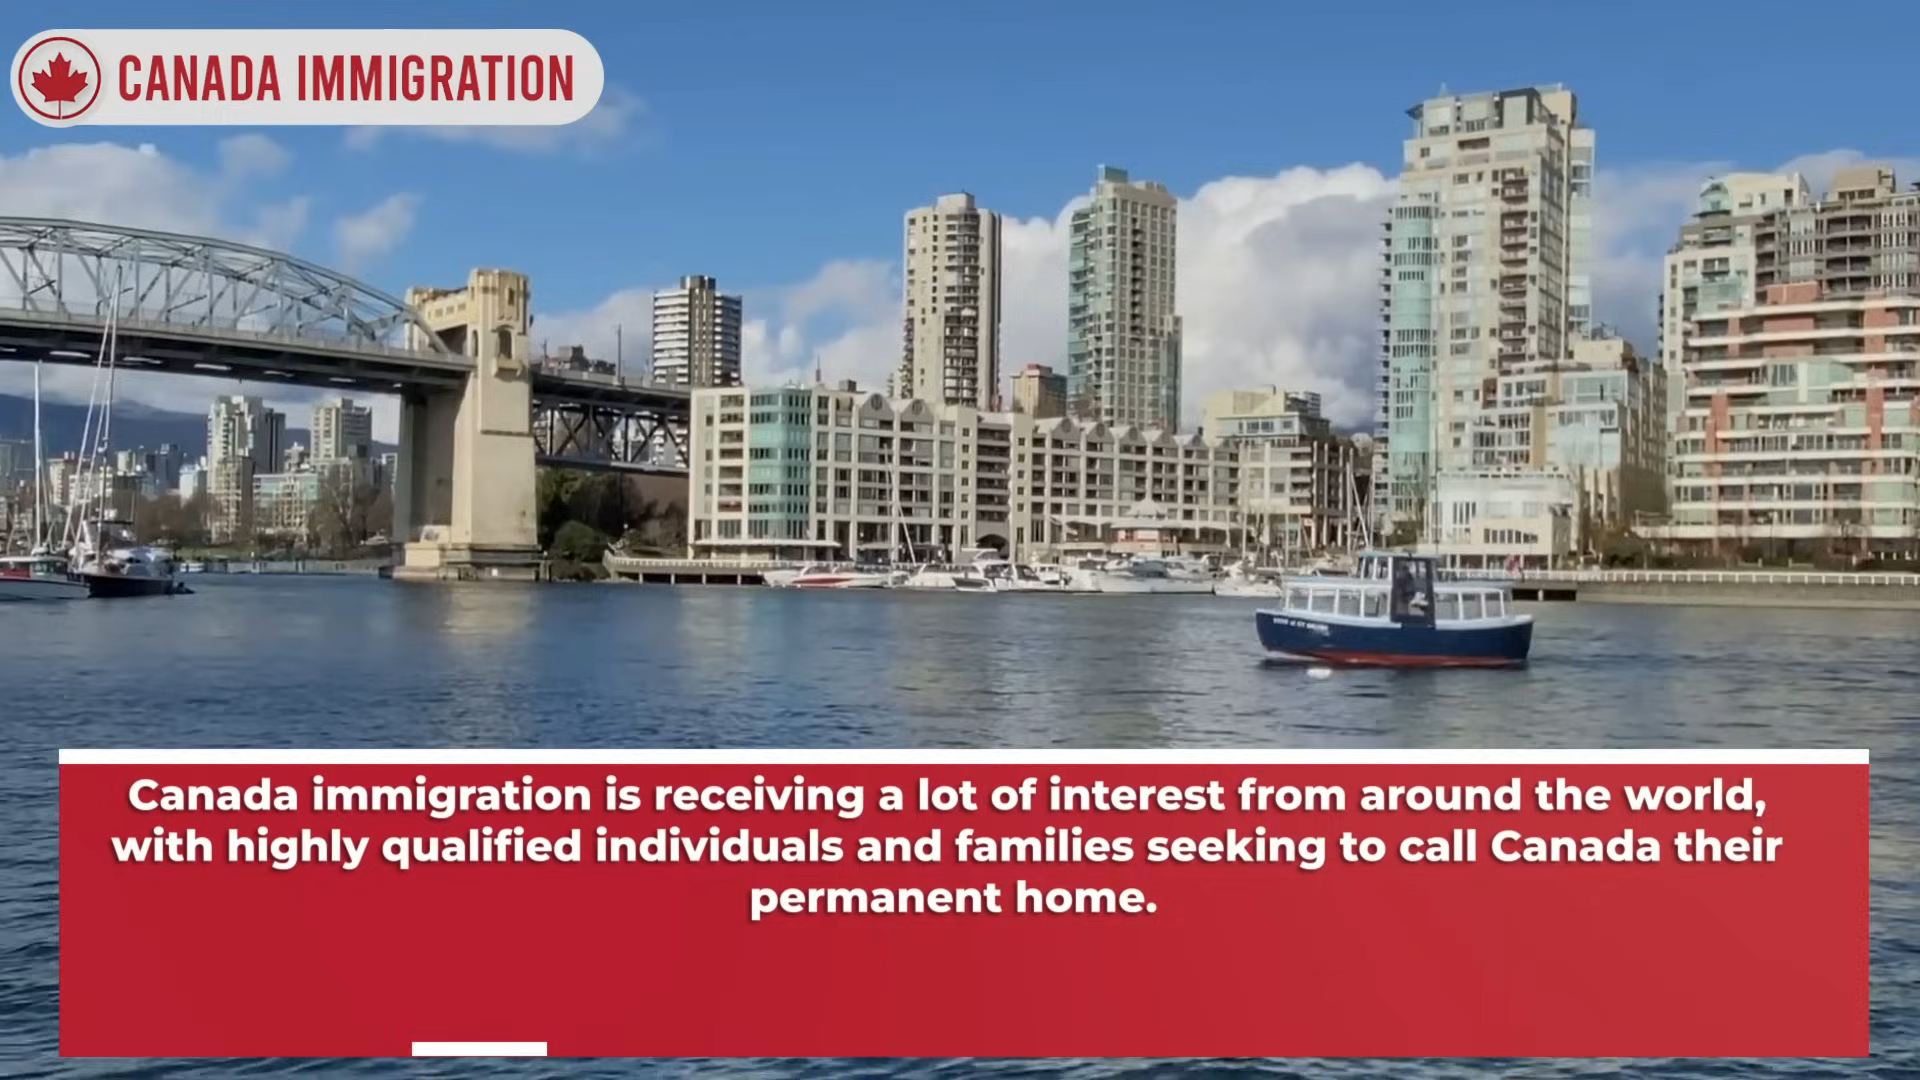 CANADA IMMIGRATION
Canada immigration is receiving a lot of interest from around the world,
with highly qualified individuals and families seeking to call Canada their
permanent home.